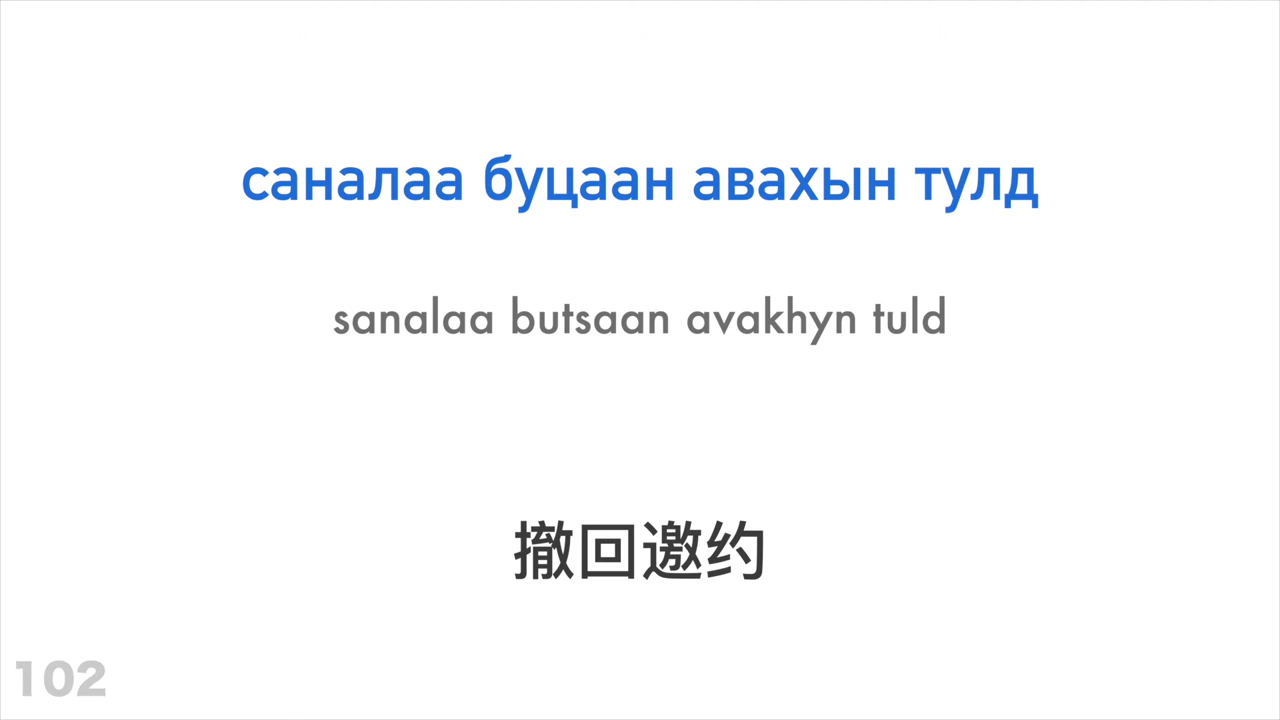 саналаа буцаан авахын тулд
sanalaa butsaan avakhyn tuld
撤回邀约
102